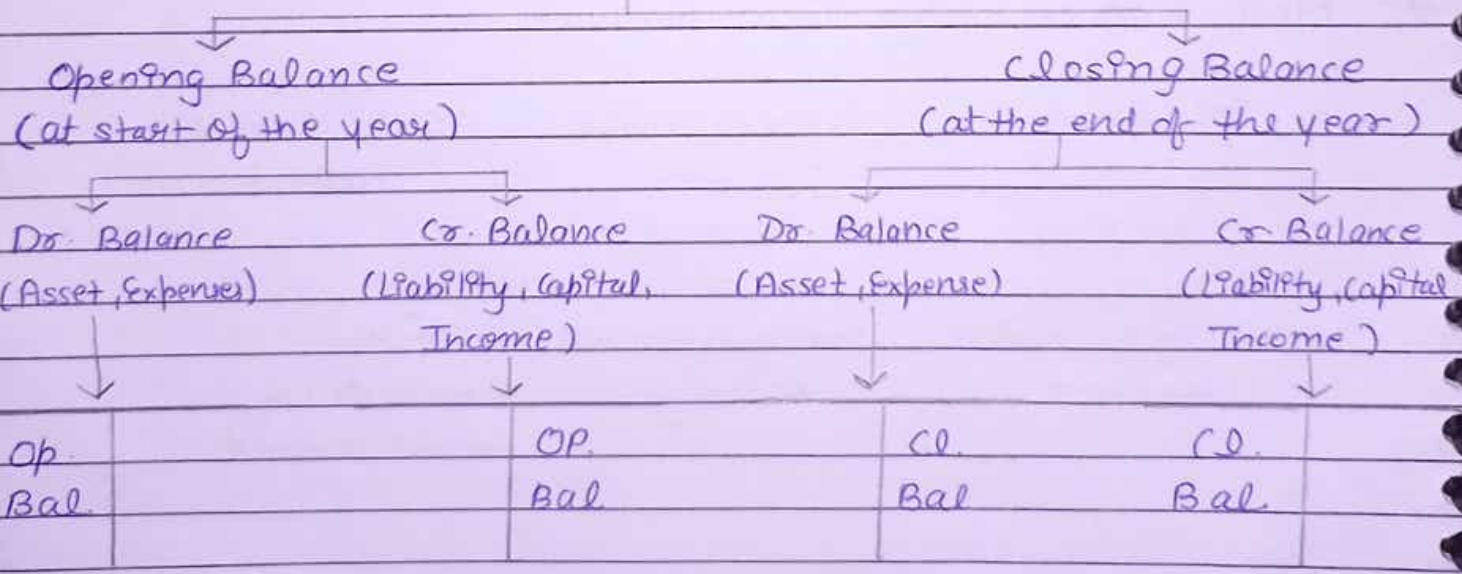 Opening Balance Closing Balance
(at start of the year) (at the end of the year)
Dr. Balance Cr. Balance Dr. Balance Cr Balance
(Asset, Expenses) (Liability, Capital, (Asset, Expense) (Liability, Capital
Income) Income)
Op. OP. Cl. Cl.
Bal. Bal Bal Bal.